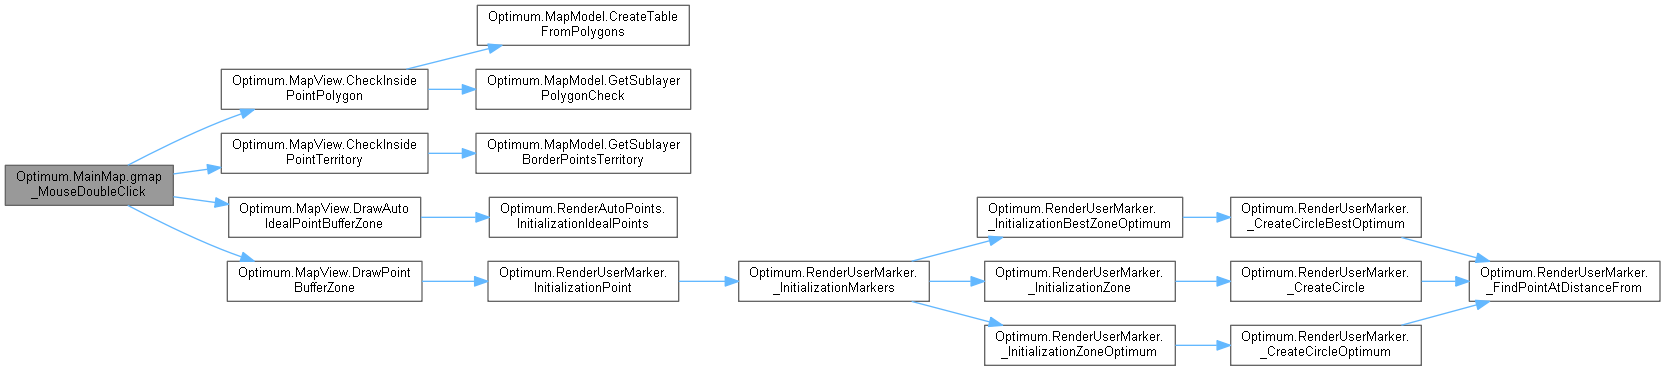 Optimum.MainMap.gmap
_MouseDoubleClick
Optimum.MapView.CheckInside
PointPolygon
Optimum.MapModel.CreateTable
FromPolygons
Optimum.MapModel.GetSublayer
PolygonCheck
Optimum.MapView.CheckInside
PointTerritory
Optimum.MapModel.GetSublayer
BorderPointsTerritory
Optimum.MapView.DrawAuto
IdealPointBufferZone
Optimum.RenderAutoPoints.
InitializationIdealPoints
Optimum.MapView.DrawPoint
BufferZone
Optimum.RenderUserMarker.
InitializationPoint
Optimum.RenderUserMarker.
_InitializationMarkers
Optimum.RenderUserMarker.
_InitializationBestZoneOptimum
Optimum.RenderUserMarker.
_CreateCircleBestOptimum
Optimum.RenderUserMarker.
_InitializationZone
Optimum.RenderUserMarker.
_CreateCircle
Optimum.RenderUserMarker.
_FindPointAtDistanceFrom
Optimum.RenderUserMarker.
_InitializationZoneOptimum
Optimum.RenderUserMarker.
_CreateCircleOptimum